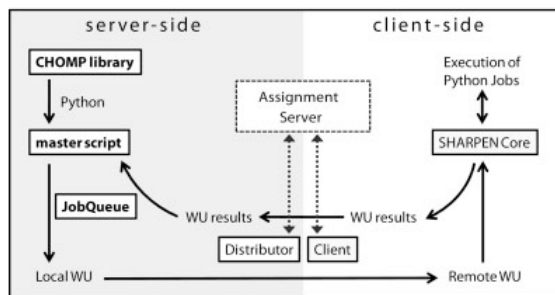 server-side
client-side
CHOMP library
Python
master script
JobQueue
Local WU
WU results
Assignment
Server
Distributor
Client
WU results
Execution of
Python Jobs
SHARPEN Core
Remote WU